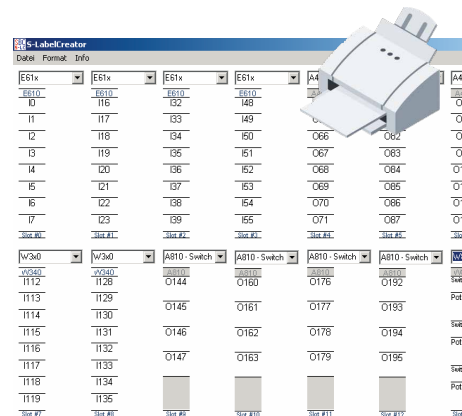 S-LabelCreator
Datei Format Info
E61x E61x E61x E61x A4 A4
E610 E610 E610 E610
I0 I16 I32 I48
I1 I17 I33 I49
I2 I18 I34 I50 O66 O82
I3 I19 I35 I51 O67 O83
I4 I20 I36 I52 O68 O84
I5 I21 I37 I53 O69 O85
I6 I22 I38 I54 O70 O86
I7 I23 I39 I55 O71 O87
Slot #0 Slot #1 Slot #2 Slot #3 Slot #4 Slot #5
W3x0 W3x0 A810 - Switch A810 - Switch A810 - Switch A810 - Switch
W340 W340 A810 A810 A810 A810
I112 I128 O144 O160 O176 O192
I113 I129 Pot
I114 I130 O145 O161 O177 O193
I115 I131 O146 O162 O178 O194
I116 I132 Pot
I117 I133 O147 O163 O179 O195
I118 I134 Pot
I119 I135
Slot #7 Slot #8 Slot #9 Slot #10 Slot #11 Slot #12